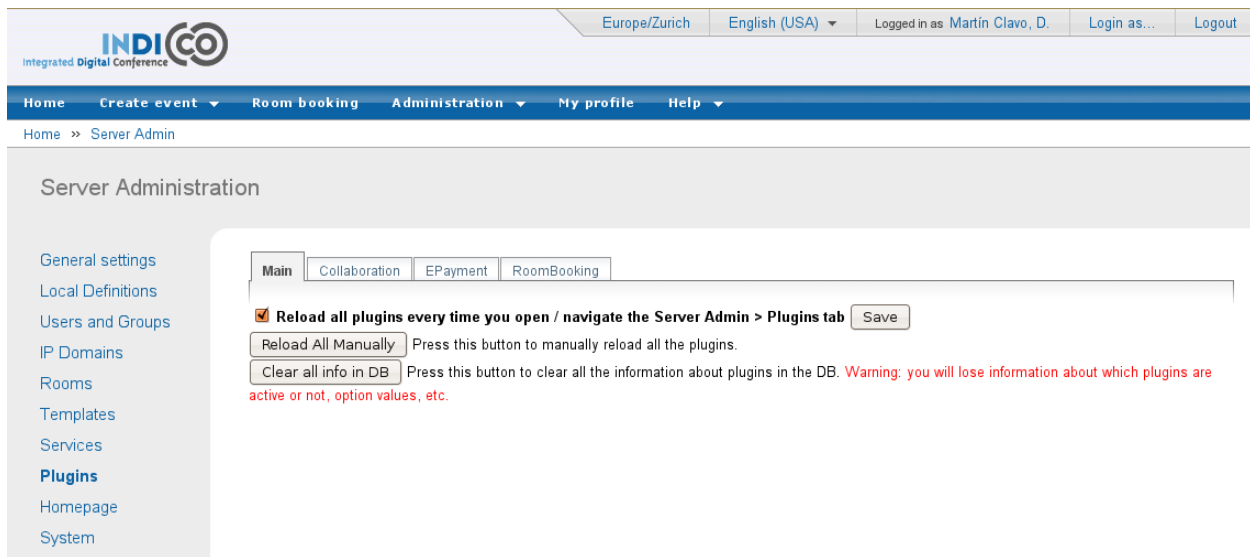 Europe/Zurich English (USA) Logged in as Martín Clavo, D. Login as... Logout
INDICO
Integrated Digital Conference
Home Create event Room booking Administration My profile Help
Home » Server Admin
Server Administration
General settings
Local Definitions
Users and Groups
IP Domains
Rooms
Templates
Services
Plugins
Homepage
System
Main Collaboration EPayment RoomBooking
Reload all plugins every time you open / navigate the Server Admin > Plugins tab Save
Reload All Manually Press this button to manually reload all the plugins.
Clear all info in DB Press this button to clear all the information about plugins in the DB. Warning: you will lose information about which plugins are
active or not, option values, etc.